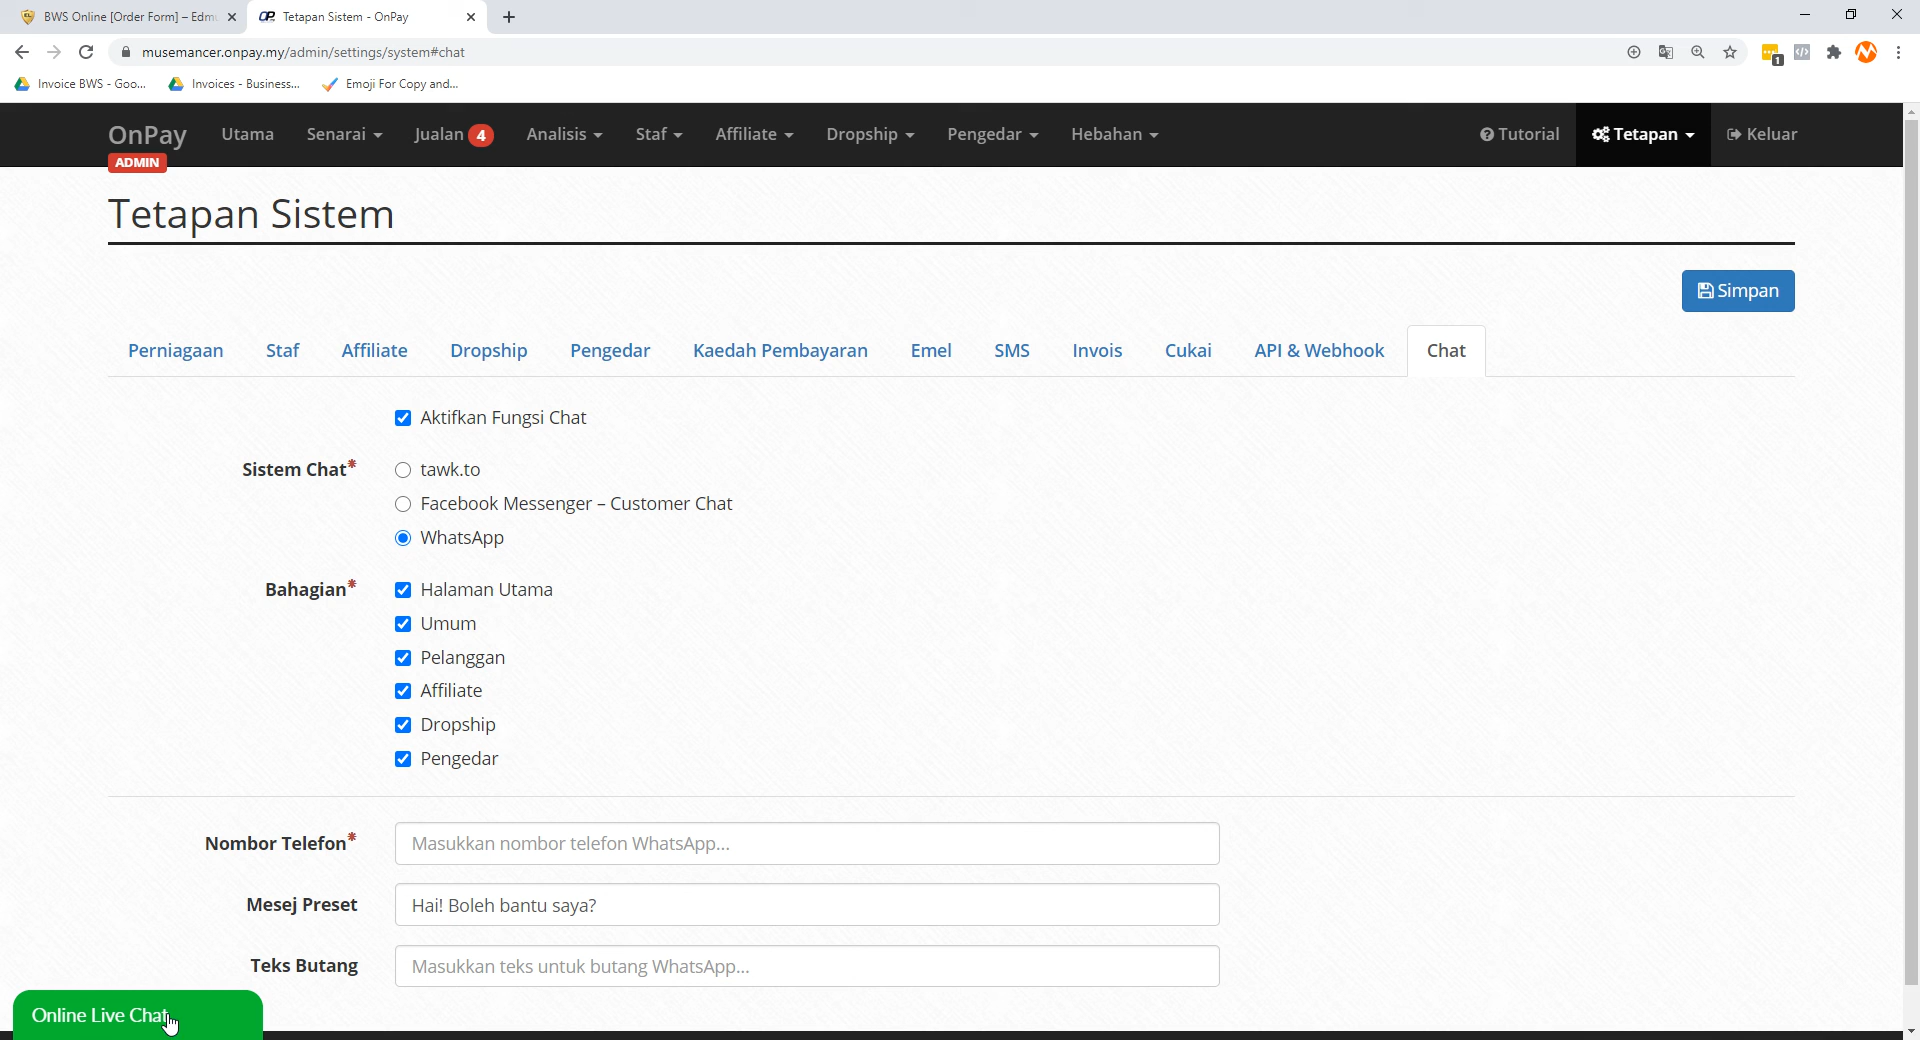 BWS Online [Order Form] – Edm
Tetapan Sistem - OnPay
musemancer.onpay.my/admin/settings/system#chat
1
Invoice BWS - Goo...
Invoices - Business...
Emoji For Copy and...
OnPay
ADMIN
Utama
Senarai
Jualan 4
Analisis
Staf
Affiliate
Dropship
Pengedar
Hebahan
Tutorial
Tetapan
Keluar
Tetapan Sistem
Simpan
Perniagaan
Staf
Affiliate
Dropship
Pengedar
Kaedah Pembayaran
Emel
SMS
Invois
Cukai
API & Webhook
Chat
Aktifkan Fungsi Chat
Sistem Chat*
tawk.to
Facebook Messenger – Customer Chat
WhatsApp
Bahagian*
Halaman Utama
Umum
Pelanggan
Affiliate
Dropship
Pengedar
Nombor Telefon*
Masukkan nombor telefon WhatsApp...
Mesej Preset
Hai! Boleh bantu saya?
Teks Butang
Masukkan teks untuk butang WhatsApp...
Online Live Chat